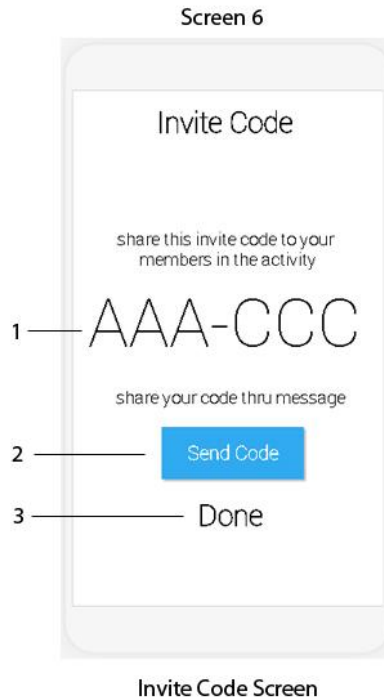 Screen 6
Invite Code
share this invite code to your
members in the activity
1
AAA-CCC
share your code thru message
2
Send Code
3
Done
Invite Code Screen